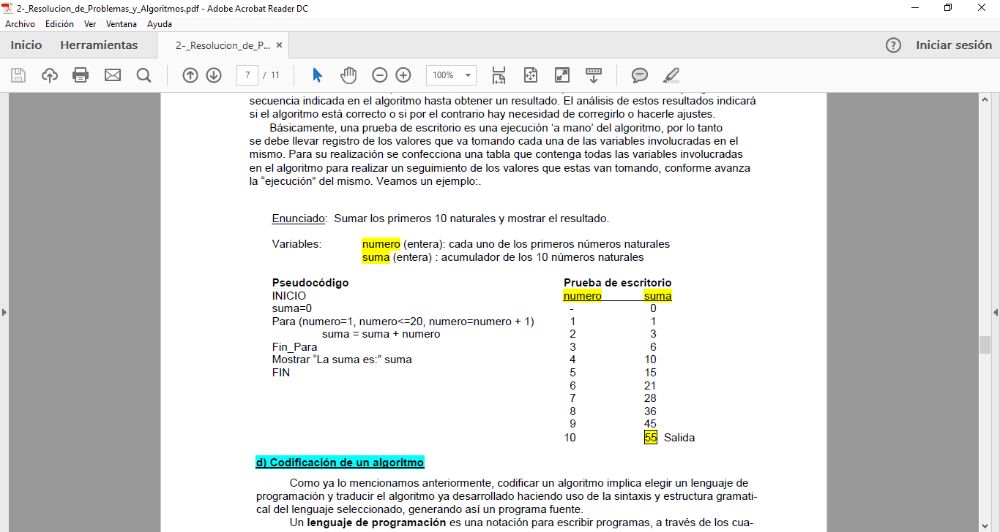 2-_Resolucion_de_Problemas_y_Algoritmos.pdf - Adobe Acrobat Reader DC
Archivo Edición Ver Ventana Ayuda
Inicio Herramientas 2-_Resolucion_de_P... × ? Iniciar sesión
7 / 11 100%
secuencia indicada en el algoritmo hasta obtener un resultado. El análisis de estos resultados indicará
si el algoritmo está correcto o si por el contrario hay necesidad de corregirlo o hacerle ajustes.
Básicamente, una prueba de escritorio es una ejecución ‘a mano’ del algoritmo, por lo tanto
se debe llevar registro de los valores que va tomando cada una de las variables involucradas en el
mismo. Para su realización se confecciona una tabla que contenga todas las variables involucradas
en el algoritmo para realizar un seguimiento de los valores que estas van tomando, conforme avanza
la “ejecución” del mismo. Veamos un ejemplo:.
Enunciado: Sumar los primeros 10 naturales y mostrar el resultado.
Variables: numero (entera): cada uno de los primeros números naturales
suma (entera) : acumulador de los 10 números naturales
Pseudocódigo Prueba de escritorio
INICIO numero suma
suma=0 - 0
Para (numero=1, numero<=20, numero=numero + 1) 1 1
suma = suma + numero 2 3
Fin_Para 3 6
Mostrar “La suma es:” suma 4 10
FIN 5 15
6 21
7 28
8 36
9 45
10 55 Salida
d) Codificación de un algoritmo
Como ya lo mencionamos anteriormente, codificar un algoritmo implica elegir un lenguaje de
programación y traducir el algoritmo ya desarrollado haciendo uso de la sintaxis y estructura gramati-
cal del lenguaje seleccionado, generando así un programa fuente.
Un lenguaje de programación es una notación para escribir programas, a través de los cua-